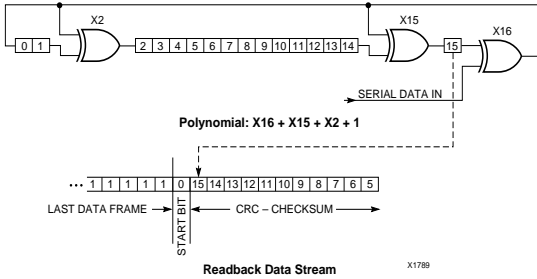 X2
X15
X16
0 1
2 3 4 5 6 7 8 9 10 11 12 13 14
15
SERIAL DATA IN
Polynomial: X16 + X15 + X2 + 1
••• 1 1 1 1 1 0 15 14 13 12 11 10 9 8 7 6 5
LAST DATA FRAME
START BIT
CRC – CHECKSUM
X1789
Readback Data Stream